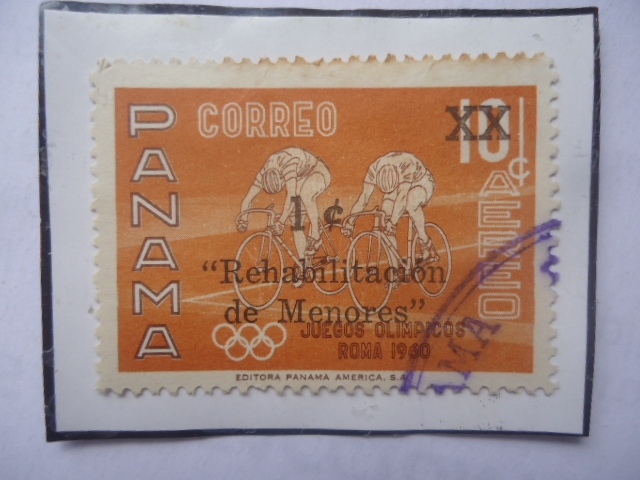 PANAMA
CORREO
10 c
XX
AEREO
1 ¢
"Rehabilitación
de Menores"
JUEGOS OLIMPICOS
ROMA 1960
EDITORA PANAMA AMERICA, S.A.